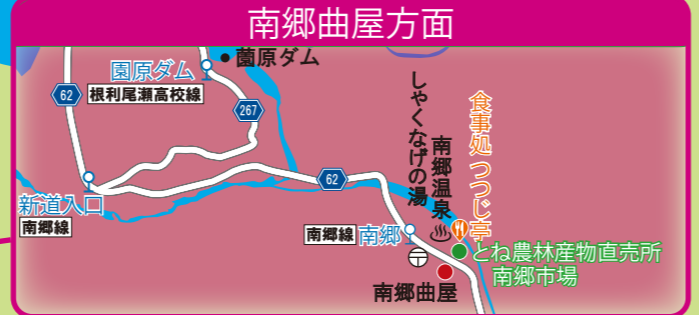 南郷曲屋方面
薗原ダム
園原ダム
62
根利尾瀬高校線
267
しゃくなげの湯
南郷温泉
食事処 つつじ亭
62
新道入口
南郷線
南郷線
南郷
とね農林産物直売所
南郷市場
南郷曲屋